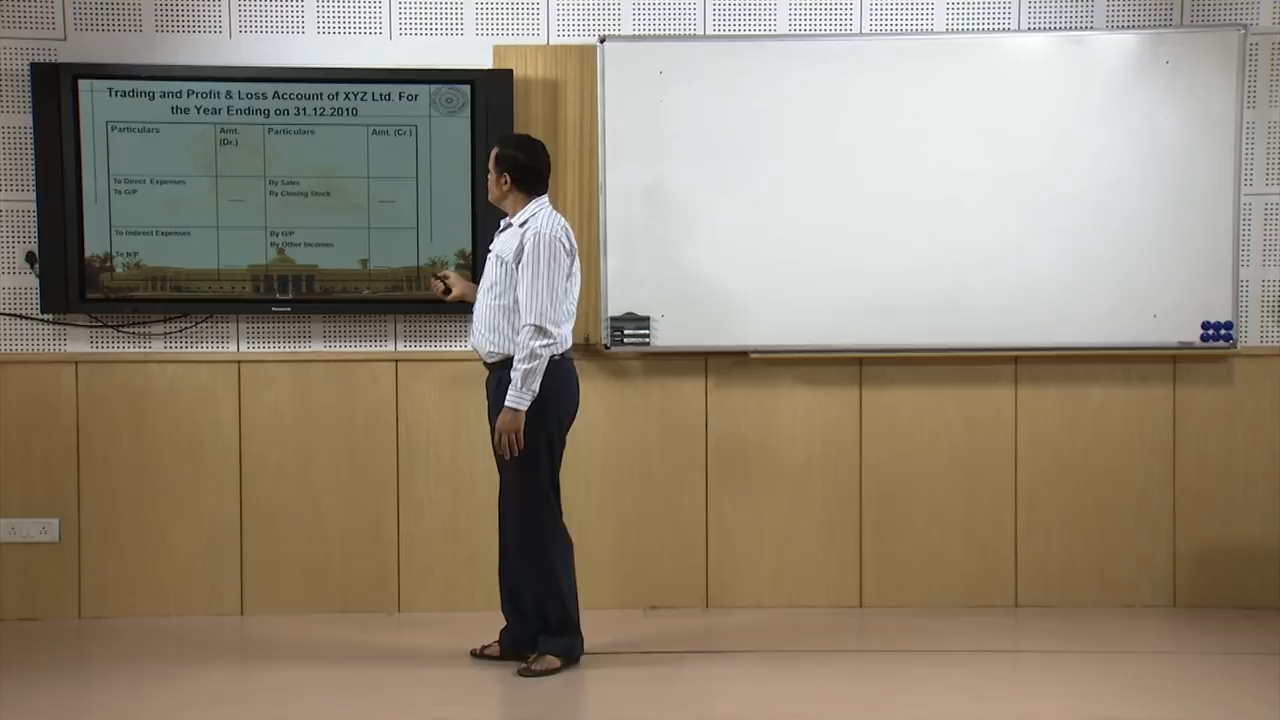 Trading and Profit & Loss Account of XYZ Ltd. For
the Year Ending on 31.12.2010
Particulars Amt. (Dr.) Particulars Amt. (Cr.)
To Direct Expenses By Sales
To G/P By Closing Stock
To Indirect Expenses By G/P
By Other Incomes
To N/P
Panasonic